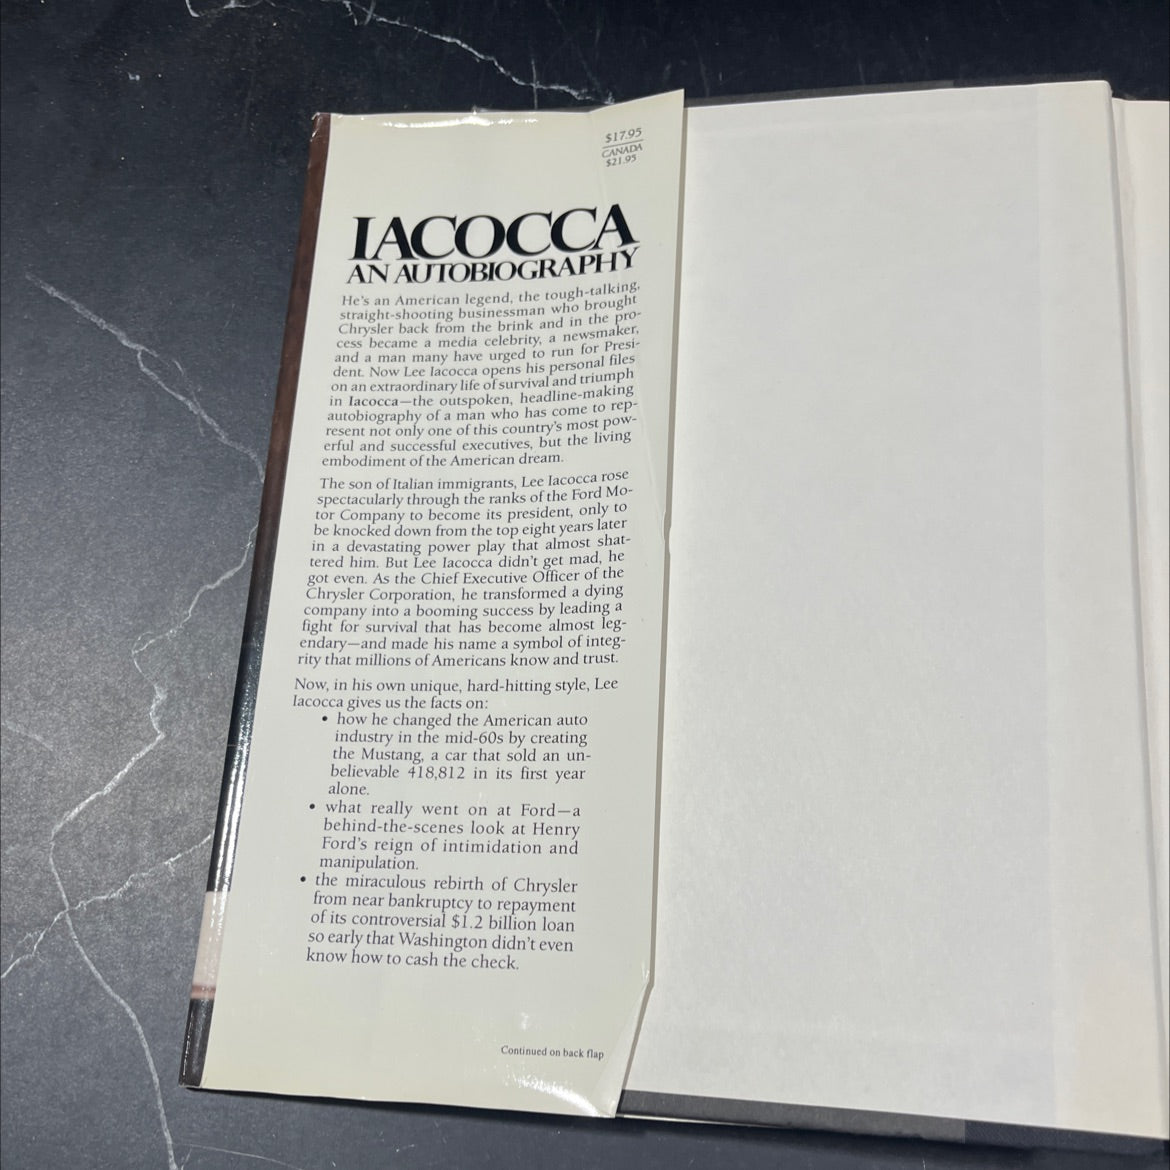 $17.95
CANADA
$21.95
IACOCCA
AN AUTOBIOGRAPHY
He's an American legend, the tough-talking,
straight-shooting businessman who brought
Chrysler back from the brink and in the pro-
cess became a media celebrity, a newsmaker,
and a man many have urged to run for Presi-
dent. Now Lee Iacocca opens his personal files
on an extraordinary life of survival and triumph
in Iacocca—the outspoken, headline-making
autobiography of a man who has come to rep-
resent not only one of this country's most pow-
erful and successful executives, but the living
embodiment of the American dream.
The son of Italian immigrants, Lee Iacocca rose
spectacularly through the ranks of the Ford Mo-
tor Company to become its president, only to
be knocked down from the top eight years later
in a devastating power play that almost shat-
tered him. But Lee Iacocca didn't get mad, he
got even. As the Chief Executive Officer of the
Chrysler Corporation, he transformed a dying
company into a booming success by leading a
fight for survival that has become almost leg-
endary—and made his name a symbol of integ-
rity that millions of Americans know and trust.
Now, in his own unique, hard-hitting style, Lee
Iacocca gives us the facts on:
• how he changed the American auto
industry in the mid-60s by creating
the Mustang, a car that sold an un-
believable 418,812 in its first year
alone.
• what really went on at Ford—a
behind-the-scenes look at Henry
Ford's reign of intimidation and
manipulation.
• the miraculous rebirth of Chrysler
from near bankruptcy to repayment
of its controversial $1.2 billion loan
so early that Washington didn't even
know how to cash the check.
Continued on back flap